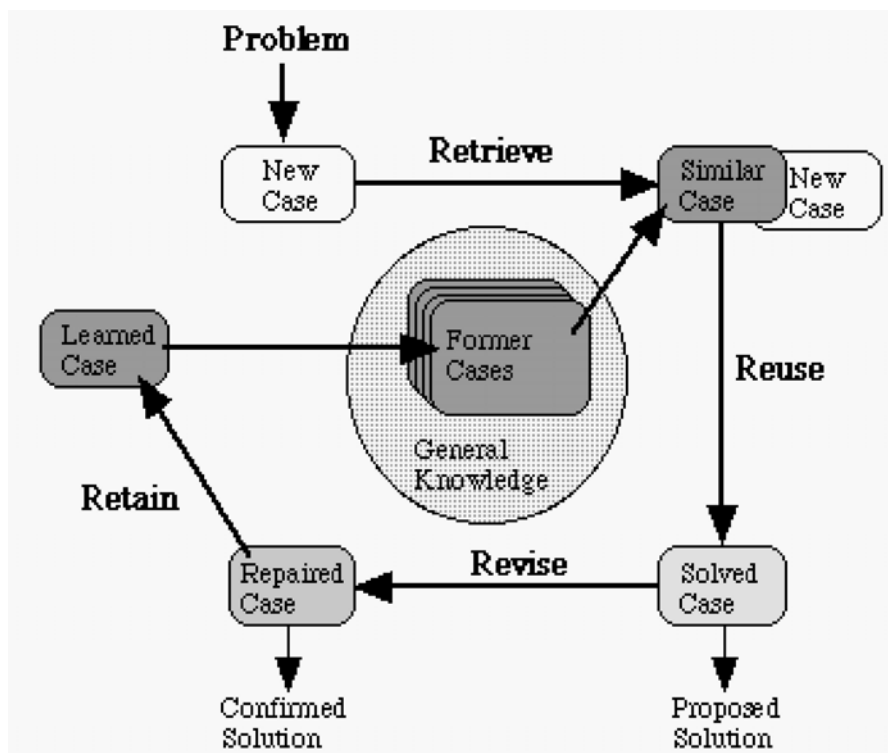 Problem
New
Case
Retrieve
Similar
Case
New
Case
Learned
Case
Former
Cases
Reuse
General
Knowledge
Retain
Repaired
Case
Revise
Solved
Case
Confirmed
Solution
Proposed
Solution